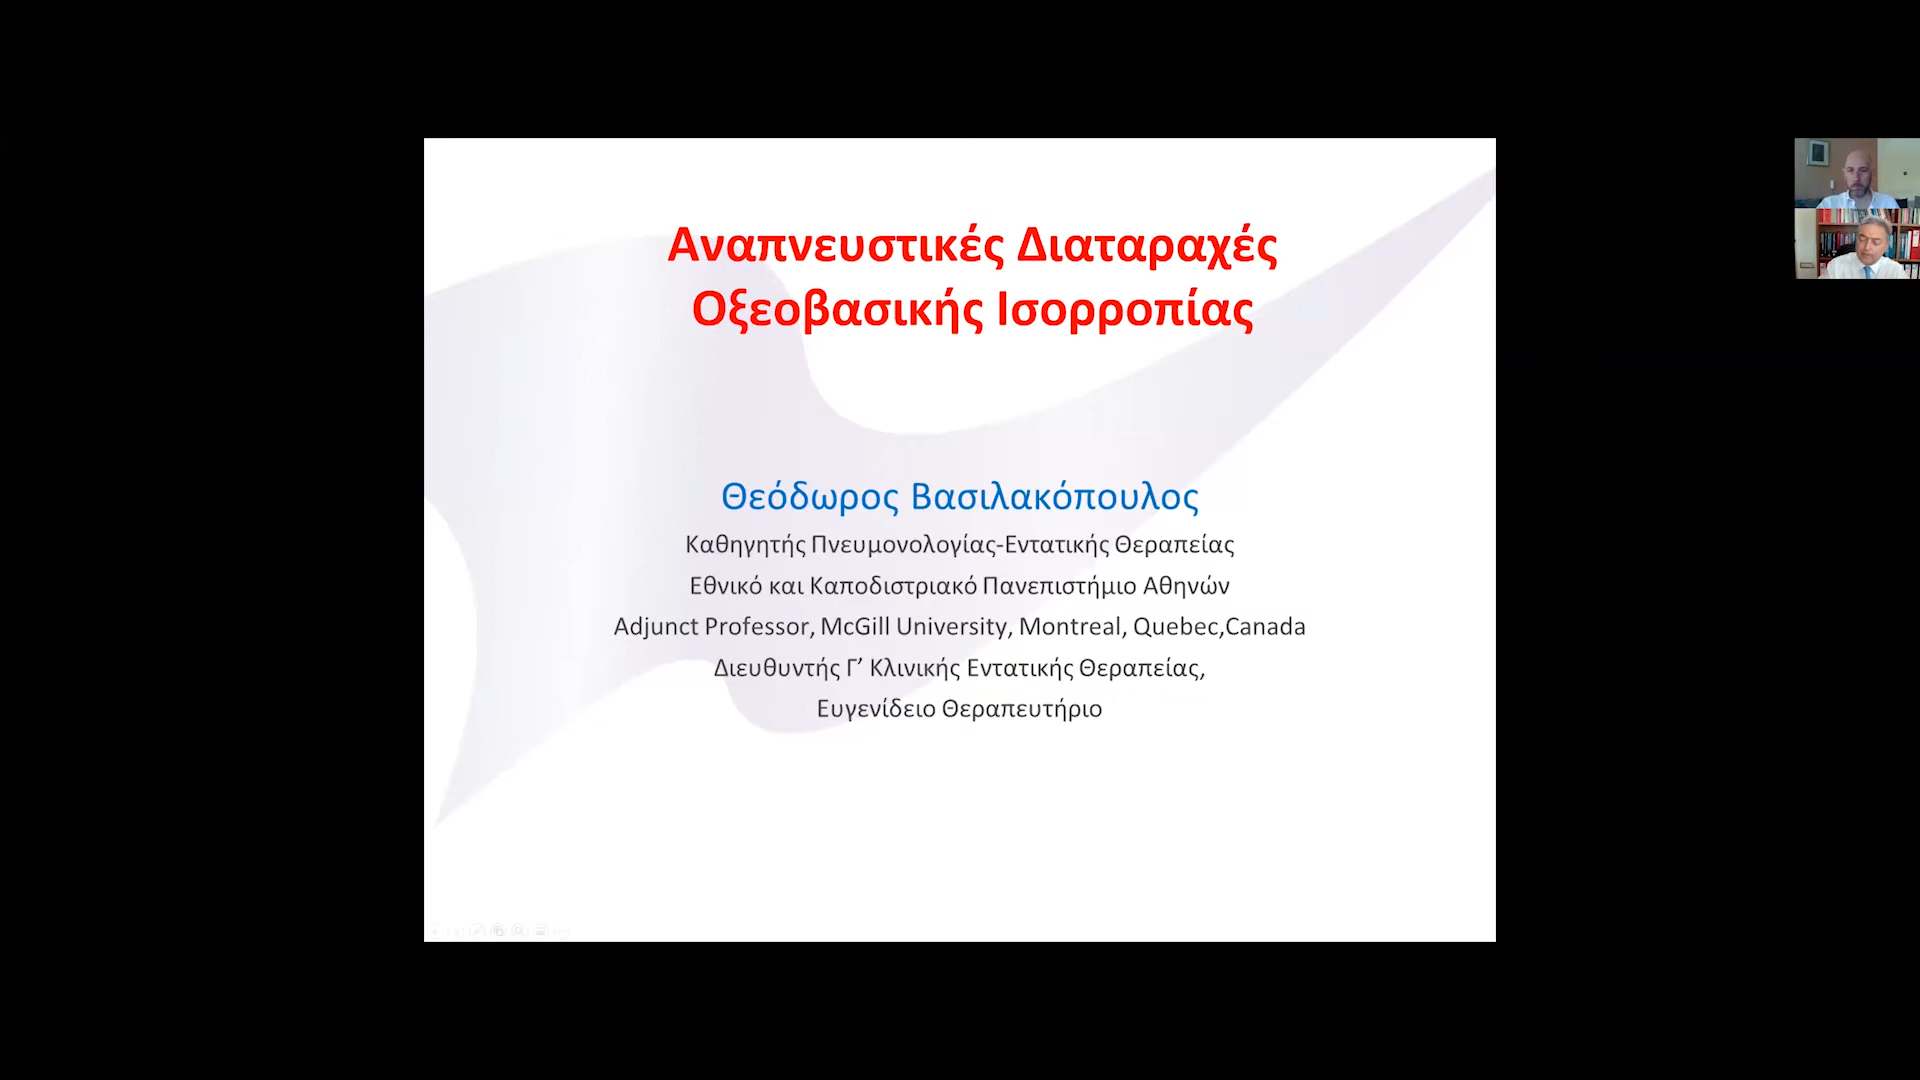 Αναπνευστικές Διαταραχές
Οξεοβασικής Ισορροπίας
Θεόδωρος Βασιλακόπουλος
Καθηγητής Πνευμονολογίας-Εντατικής Θεραπείας
Εθνικό και Καποδιστριακό Πανεπιστήμιο Αθηνών
Adjunct Professor, McGill University, Montreal, Quebec,Canada
Διευθυντής Γ’ Κλινικής Εντατικής Θεραπείας,
Ευγενίδειο Θεραπευτήριο